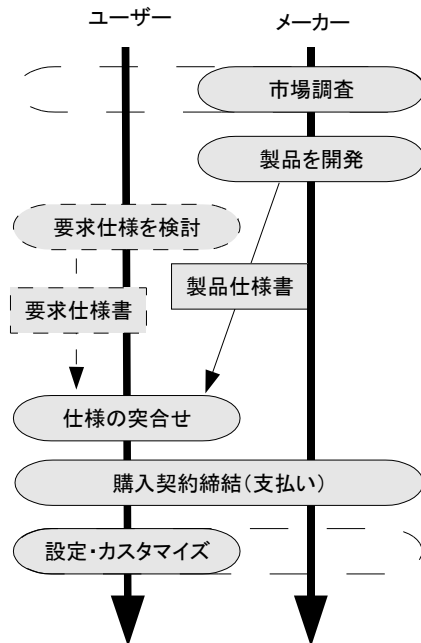 ユーザー
メーカー
市場調査
製品を開発
要求仕様を検討
製品仕様書
要求仕様書
仕様の突合せ
購入契約締結(支払い)
設定・カスタマイズ